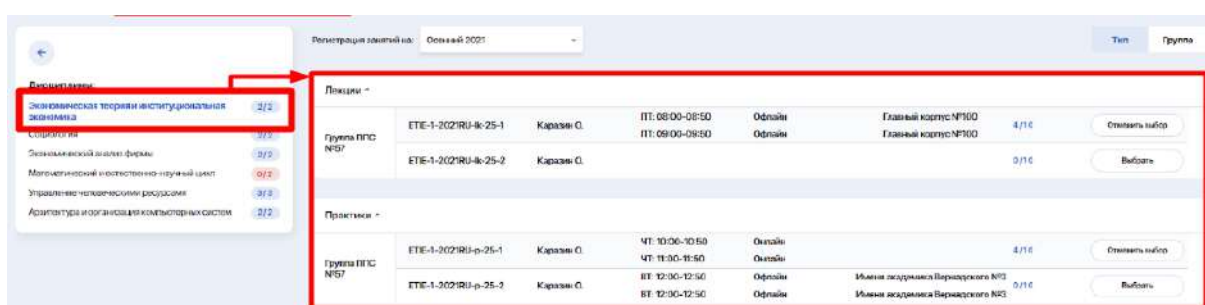 Регистрация занятий на: Осенний 2021
Тип Группа
Дисциплины:
Экономическая теория и институциональная экономика 2/2
Социология 2/2
Экономический анализ фирмы 2/2
Математический и естественно-научный цикл 0/2
Управление человеческими ресурсами
Архитектура и организация компьютерных систем 2/2
Лекции
Группа ППС №57
ETIE-1-2021RU-lk-25-1 Каразин О. ПТ: 08:00-08:50 Офлайн Главный корпус №100 4/16 Отменить выбор
ПТ: 09:00-09:50 Офлайн Главный корпус №100
ETIE-1-2021RU-lk-25-2 Каразин О. 0/16 Выбрать
Практики
Группа ППС №57
ETIE-1-2021RU-p-25-1 Каразин О. ЧТ: 10:00-10:50 Онлайн 4/16 Отменить выбор
ЧТ: 11:00-11:50 Онлайн
ETIE-1-2021RU-p-25-2 Каразин О. ВТ: 12:00-12:50 Офлайн Имени академика Вернадского №3 0/16 Выбрать
ВТ: 12:00-12:50 Офлайн Имени академика Вернадского №3